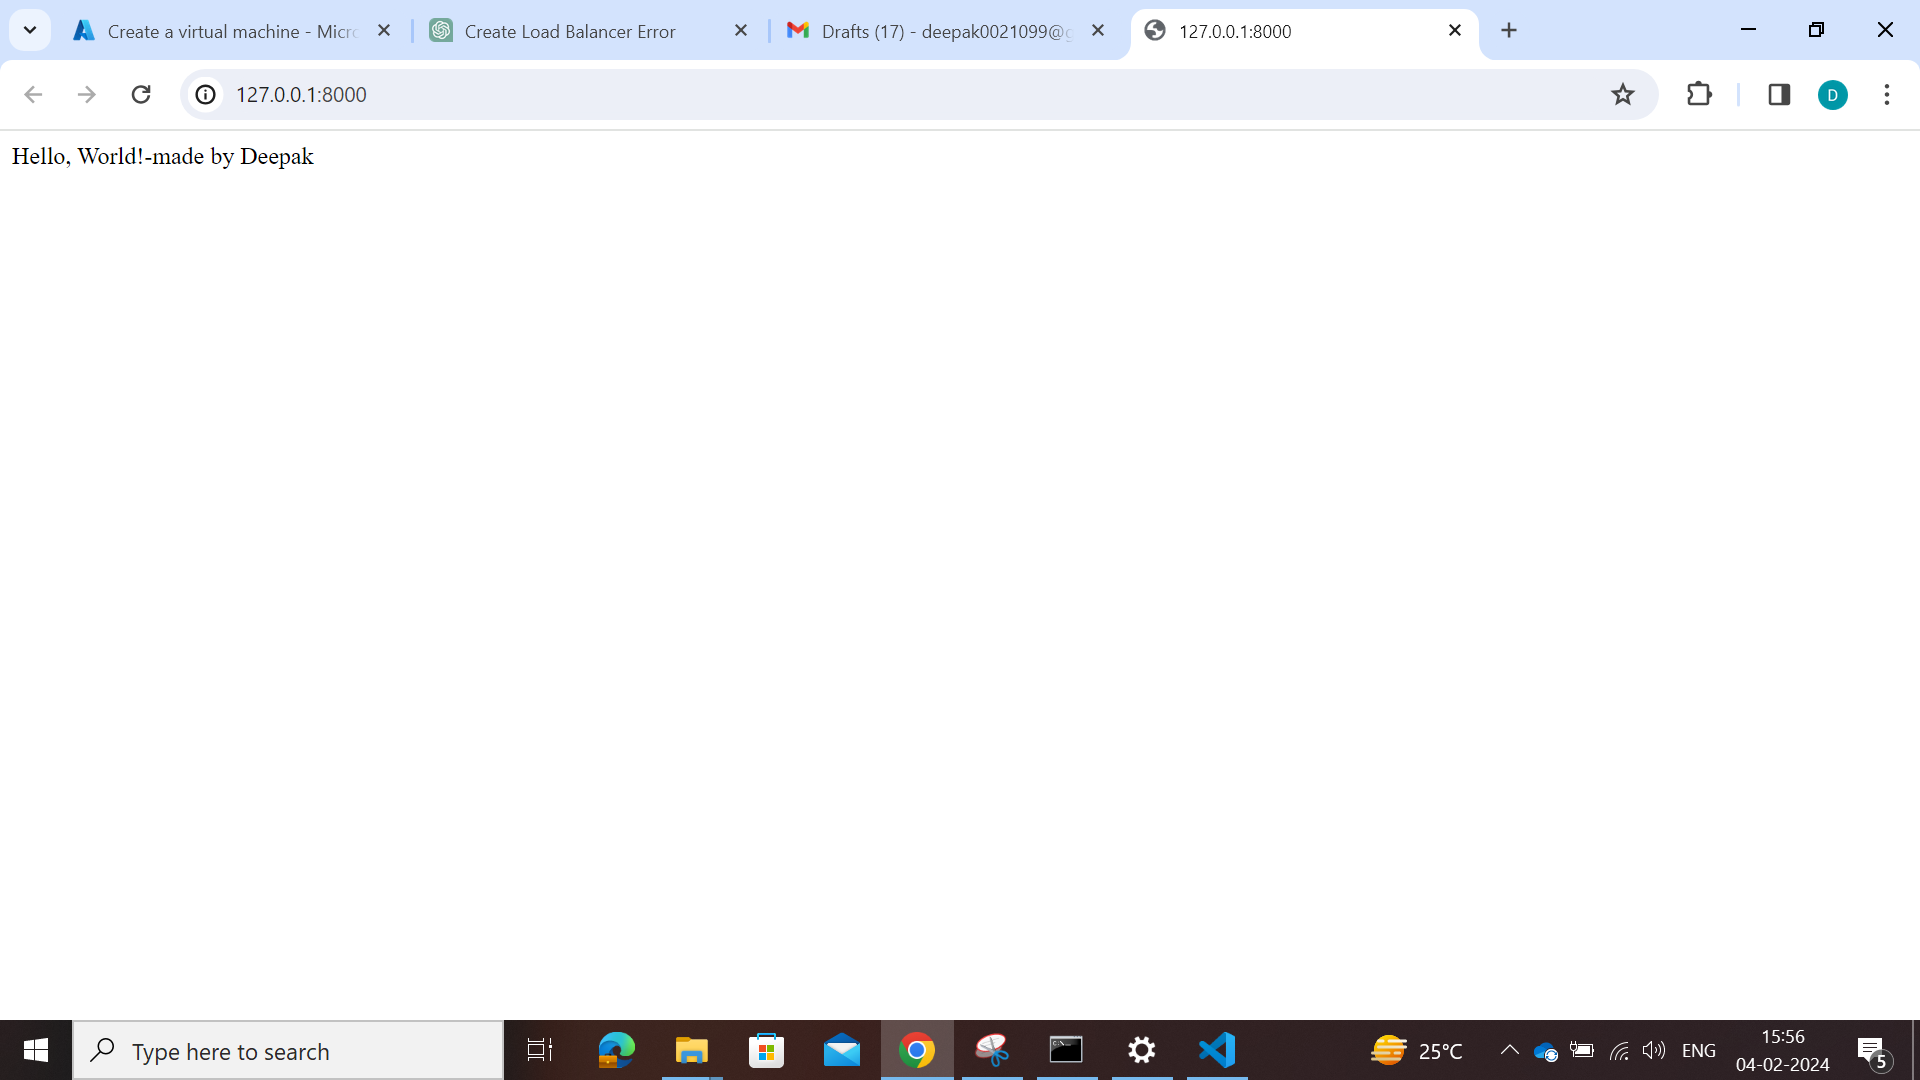 Create a virtual machine - Micro
Create Load Balancer Error
Drafts (17) - deepak0021099@g
127.0.0.1:8000
127.0.0.1:8000
D
Hello, World!-made by Deepak
Type here to search
25°C
ENG
15:56
04-02-2024
5